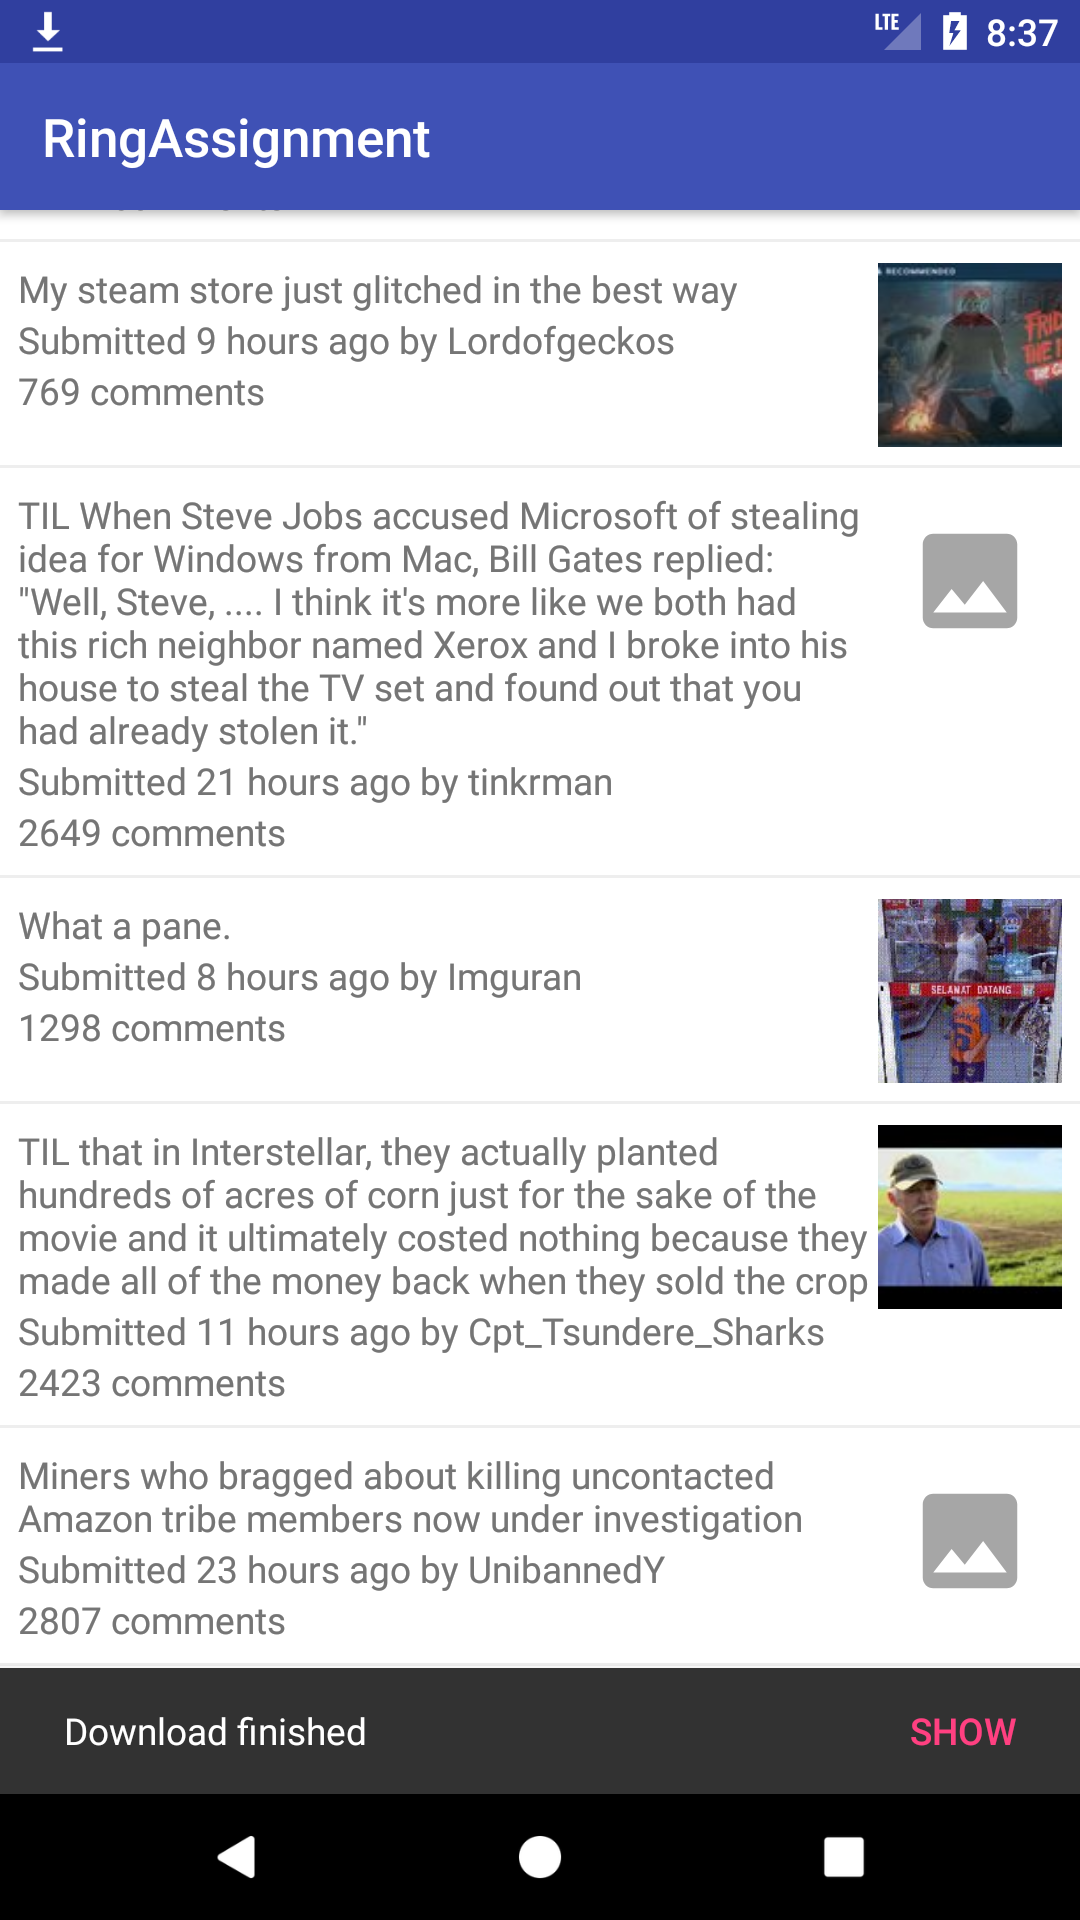 LTE 8:37
RingAssignment
My steam store just glitched in the best way
Submitted 9 hours ago by Lordofgeckos
769 comments
& RECOMMENDED
FRID
THE 1
THE G
TIL When Steve Jobs accused Microsoft of stealing
idea for Windows from Mac, Bill Gates replied:
"Well, Steve, .... I think it's more like we both had
this rich neighbor named Xerox and I broke into his
house to steal the TV set and found out that you
had already stolen it."
Submitted 21 hours ago by tinkrman
2649 comments
What a pane.
Submitted 8 hours ago by Imguran
1298 comments
SELAMAT DATANG
TIL that in Interstellar, they actually planted
hundreds of acres of corn just for the sake of the
movie and it ultimately costed nothing because they
made all of the money back when they sold the crop
Submitted 11 hours ago by Cpt_Tsundere_Sharks
2423 comments
Miners who bragged about killing uncontacted
Amazon tribe members now under investigation
Submitted 23 hours ago by UnibannedY
2807 comments
Download finished SHOW